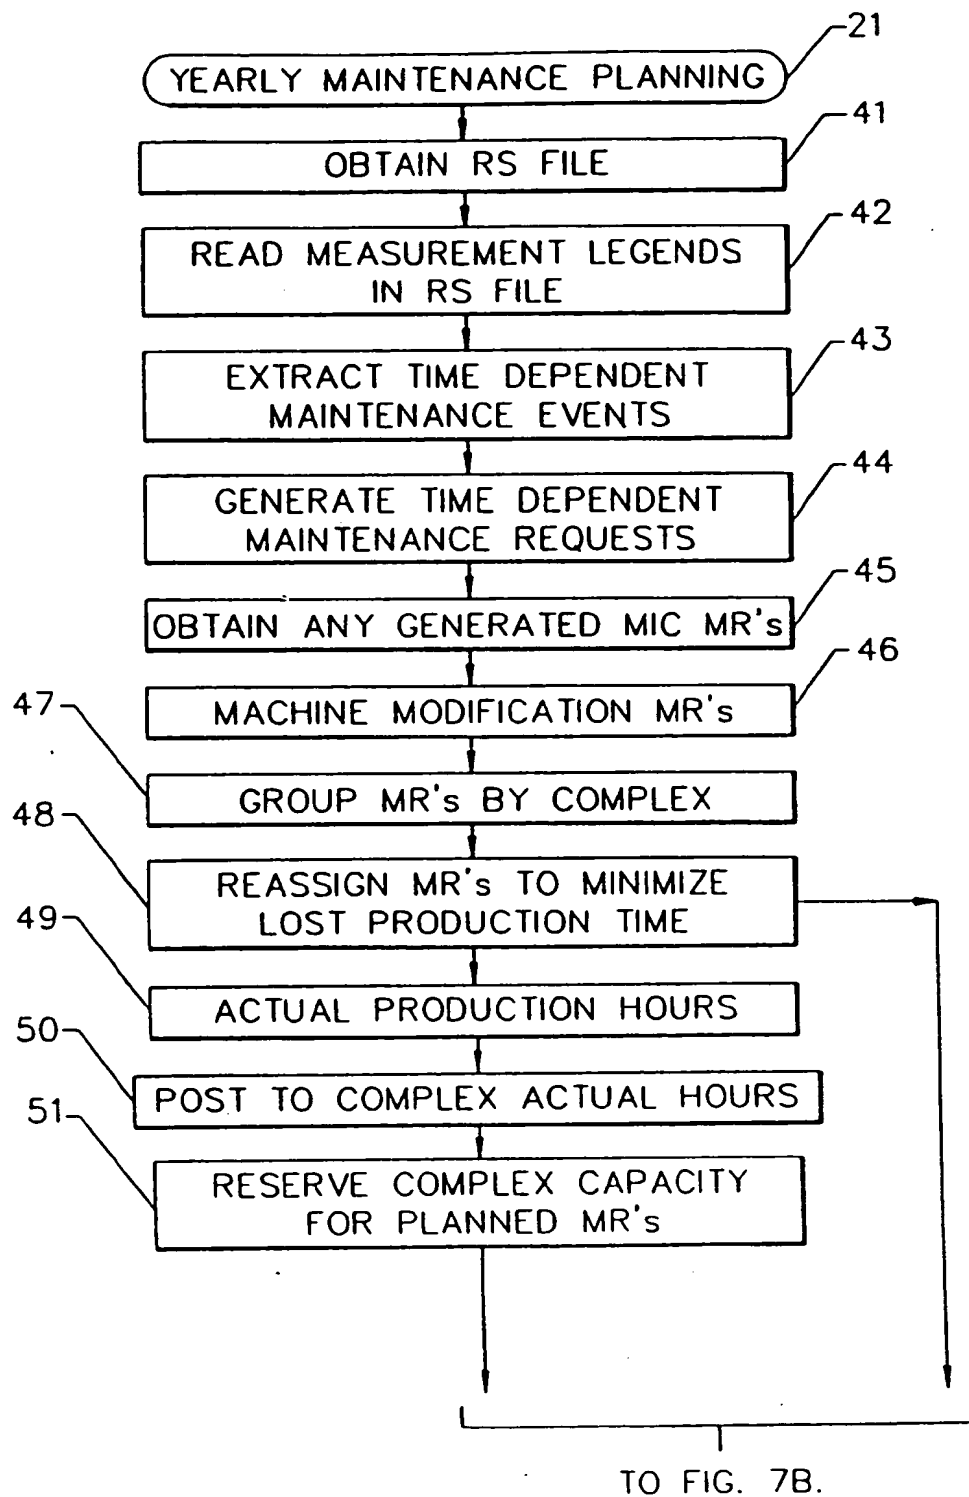 21
YEARLY MAINTENANCE PLANNING
41
OBTAIN RS FILE
42
READ MEASUREMENT LEGENDS
IN RS FILE
43
EXTRACT TIME DEPENDENT
MAINTENANCE EVENTS
44
GENERATE TIME DEPENDENT
MAINTENANCE REQUESTS
45
OBTAIN ANY GENERATED MIC MR's
46
MACHINE MODIFICATION MR's
47
GROUP MR's BY COMPLEX
48
REASSIGN MR's TO MINIMIZE
LOST PRODUCTION TIME
49
ACTUAL PRODUCTION HOURS
50
POST TO COMPLEX ACTUAL HOURS
51
RESERVE COMPLEX CAPACITY
FOR PLANNED MR's
TO FIG. 7B.